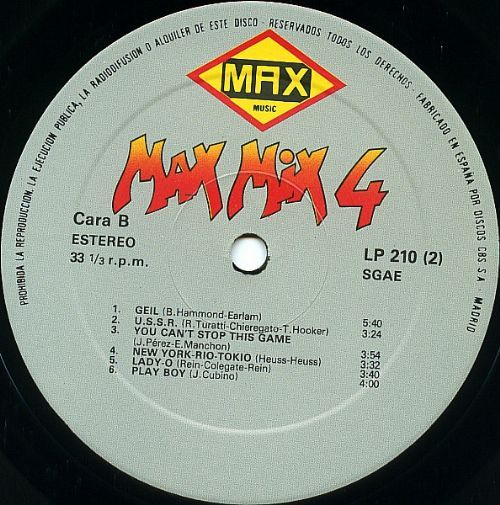 PROHIBIDA LA REPRODUCCION, LA EJECUCION PUBLICA, LA RADIODIFUSION O ALQUILER DE ESTE DISCO - RESERVADOS TODOS LOS DERECHOS - FABRICADO EN ESPAÑA POR DISCOS CBS S.A. - MADRID
MAX
MUSIC
MAX MIX 4
Cara B
ESTEREO
33 1/3 r.p.m.
LP 210 (2)
SGAE
1. GEIL (B.Hammond-Earlam) 5:40
2. U.S.S.R. (R.Turatti-Chieregato-T.Hooker) 3:24
3. YOU CAN'T STOP THIS GAME
(J.Pérez-E.Manchon) 3:54
4. NEW YORK-RIO-TOKIO (Heuss-Heuss) 3:32
5. LADY-O (Rein-Colegate-Rein) 3:40
6. PLAY BOY (J.Cubino) 4:00